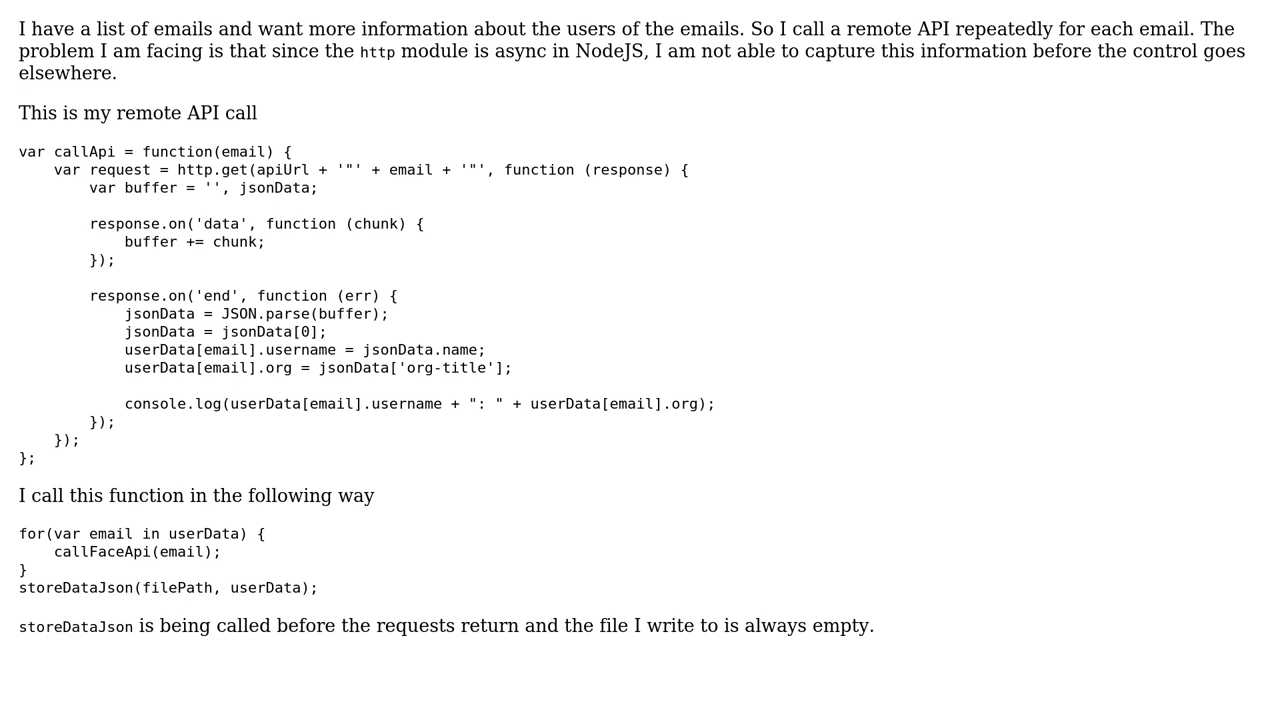 I have a list of emails and want more information about the users of the emails. So I call a remote API repeatedly for each email. The
problem I am facing is that since the http module is async in NodeJS, I am not able to capture this information before the control goes
elsewhere.
This is my remote API call
var callApi = function(email) {
    var request = http.get(apiUrl + '"' + email + '"', function (response) {
        var buffer = '', jsonData;
        response.on('data', function (chunk) {
            buffer += chunk;
        });
        response.on('end', function (err) {
            jsonData = JSON.parse(buffer);
            jsonData = jsonData[0];
            userData[email].username = jsonData.name;
            userData[email].org = jsonData['org-title'];
            console.log(userData[email].username + ": " + userData[email].org);
        });
    });
};
I call this function in the following way
for(var email in userData) {
    callFaceApi(email);
}
storeDataJson(filePath, userData);
storeDataJson is being called before the requests return and the file I write to is always empty.